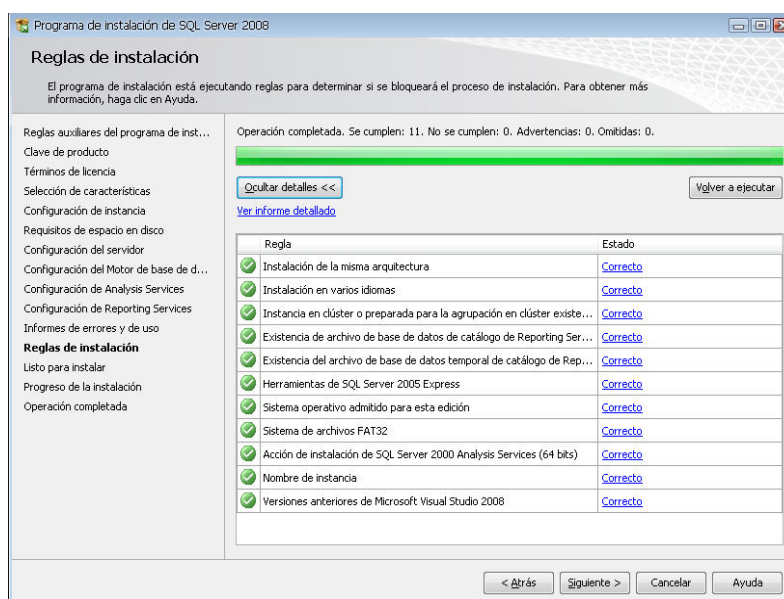 Programa de instalación de SQL Server 2008
Reglas de instalación
El programa de instalación está ejecutando reglas para determinar si se bloqueará el proceso de instalación. Para obtener más
información, haga clic en Ayuda.
Reglas auxiliares del programa de inst...
Clave de producto
Términos de licencia
Selección de características
Configuración de instancia
Requisitos de espacio en disco
Configuración del servidor
Configuración del Motor de base de d...
Configuración de Analysis Services
Configuración de Reporting Services
Informes de errores y de uso
Reglas de instalación
Listo para instalar
Progreso de la instalación
Operación completada
Operación completada. Se cumplen: 11. No se cumplen: 0. Advertencias: 0. Omitidas: 0.
Ocultar detalles <<
Volver a ejecutar
Ver informe detallado
Regla Estado
Instalación de la misma arquitectura Correcto
Instalación en varios idiomas Correcto
Instancia en clúster o preparada para la agrupación en clúster existe... Correcto
Existencia de archivo de base de datos de catálogo de Reporting Ser... Correcto
Existencia del archivo de base de datos temporal de catálogo de Rep... Correcto
Herramientas de SQL Server 2005 Express Correcto
Sistema operativo admitido para esta edición Correcto
Sistema de archivos FAT32 Correcto
Acción de instalación de SQL Server 2000 Analysis Services (64 bits) Correcto
Nombre de instancia Correcto
Versiones anteriores de Microsoft Visual Studio 2008 Correcto
< Atrás
Siguiente >
Cancelar
Ayuda